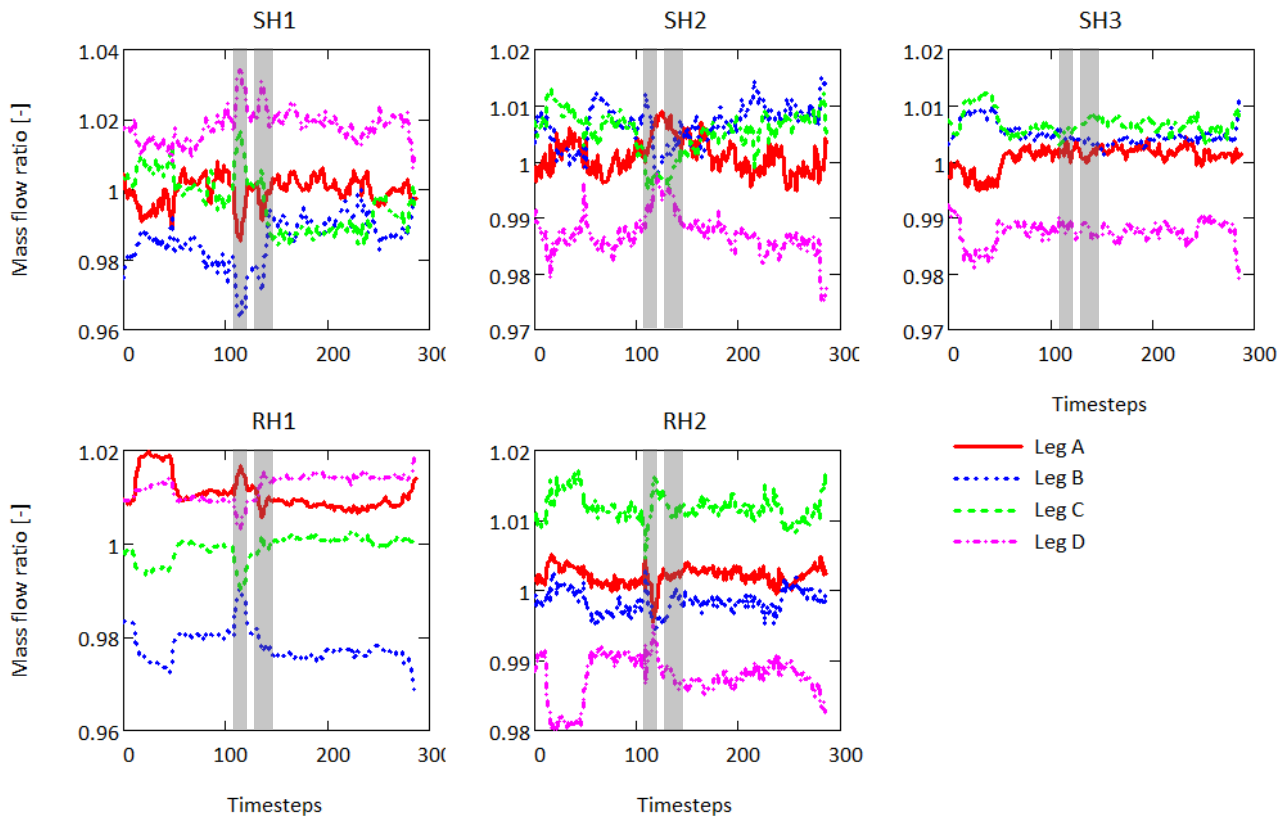 SH1
SH2
SH3
Mass flow ratio [-]
1.04
1.02
1
0.98
0.96
0 100 200 300
1.02
1.01
1
0.99
0.98
0.97
0 100 200 300
1.02
1.01
1
0.99
0.98
0.97
0 100 200 300
Timesteps
RH1
RH2
Mass flow ratio [-]
1.02
1
0.98
0.96
0 100 200 300
Timesteps
1.02
1.01
1
0.99
0.98
0 100 200 300
Timesteps
Leg A
Leg B
Leg C
Leg D